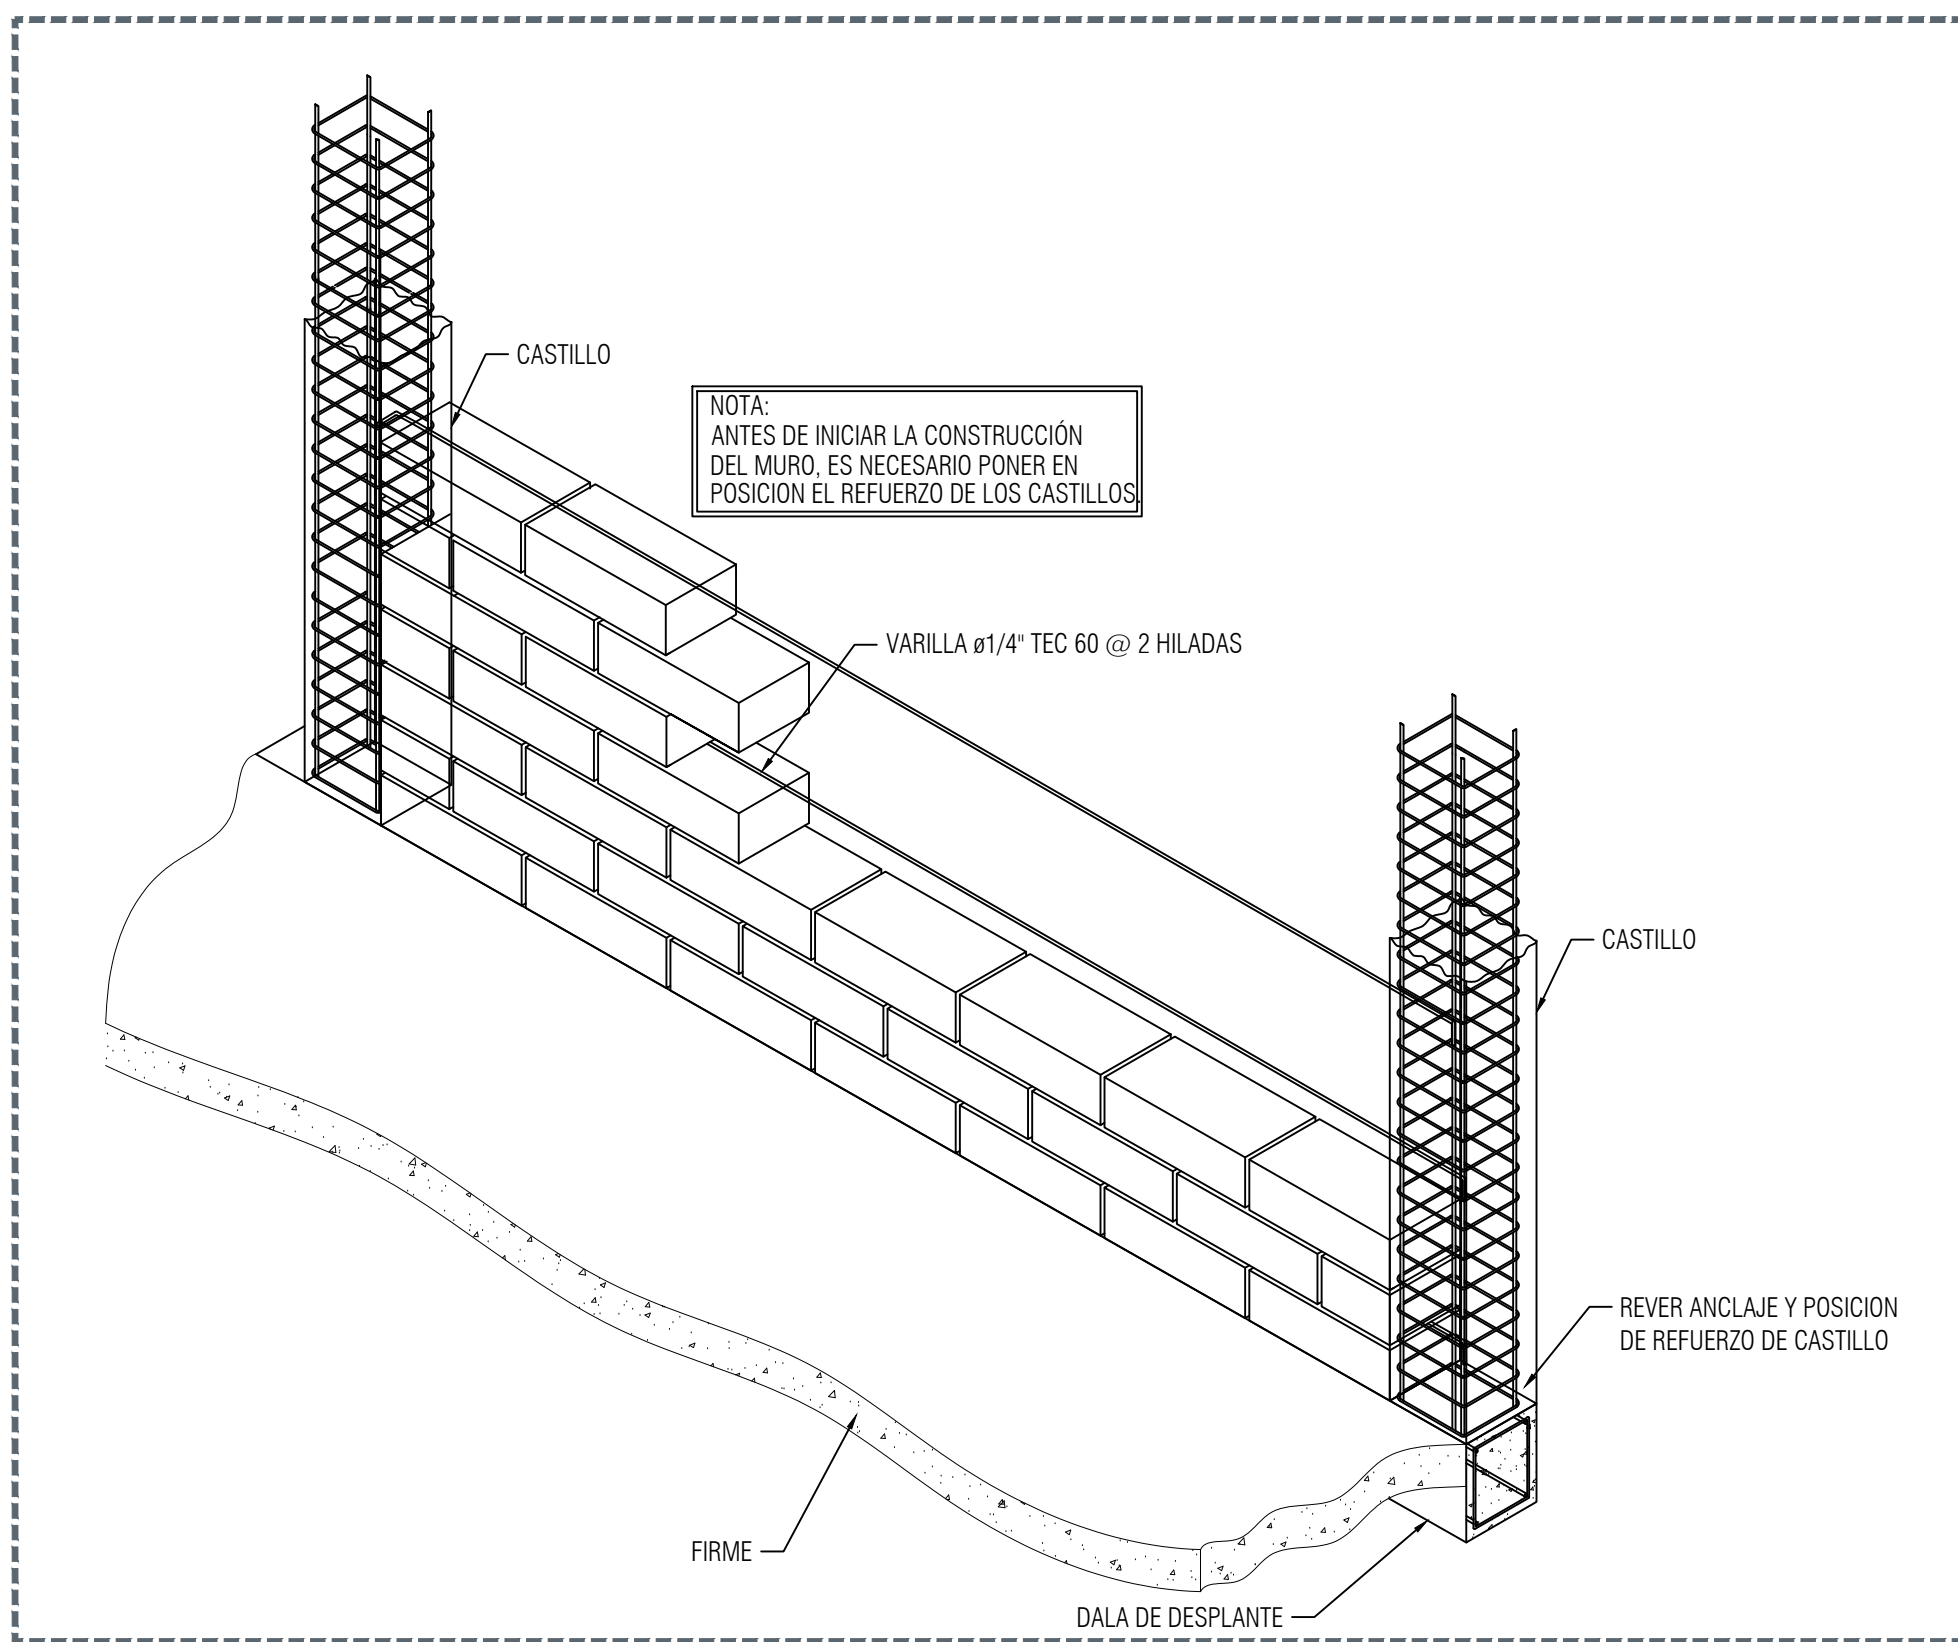 CASTILLO
NOTA:
ANTES DE INICIAR LA CONSTRUCCIÓN
DEL MURO, ES NECESARIO PONER EN
POSICION EL REFUERZO DE LOS CASTILLOS.
VARILLA ø1/4" TEC 60 @ 2 HILADAS
CASTILLO
REVER ANCLAJE Y POSICION
DE REFUERZO DE CASTILLO
FIRME
DALA DE DESPLANTE